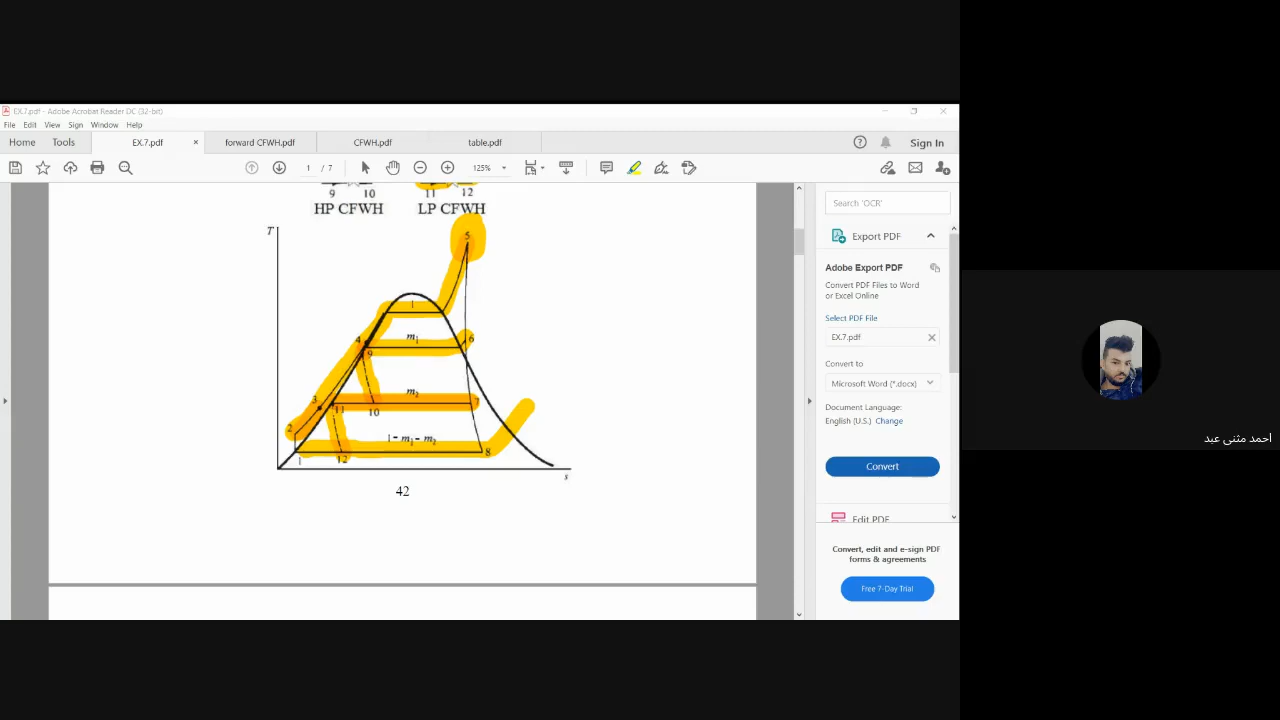 EX.7.pdf - Adobe Acrobat Reader DC (32-bit)
File Edit View Sign Window Help
Home Tools EX.7.pdf × forward CFWH.pdf CFWH.pdf table.pdf Sign In
1 / 7 125%
9 10 11 12
HP CFWH LP CFWH
T
5
1
4 m1 6
9
3 m2
11 10 7
2
1 - m1 - m2
1 12 8
s
42
Search 'OCR'
Export PDF
Adobe Export PDF
Convert PDF Files to Word
or Excel Online
Select PDF File
EX.7.pdf
Convert to
Microsoft Word (*.docx)
Document Language:
English (U.S.) Change
Convert
Edit PDF
Convert, edit and e-sign PDF
forms & agreements
Free 7-Day Trial
احمد مثنى عبد